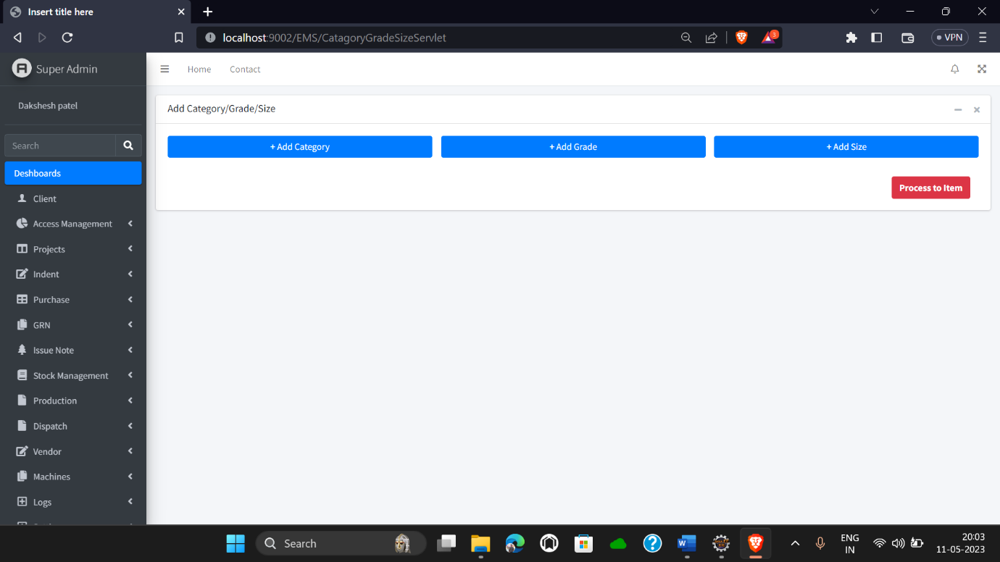 Insert title here
localhost:9002/EMS/CatagoryGradeSizeServlet
3
VPN
Super Admin
Home
Contact
Dakshesh patel
Add Category/Grade/Size
Search
+ Add Category
+ Add Grade
+ Add Size
Deshboards
Process to Item
Client
Access Management
Projects
Indent
Purchase
GRN
Issue Note
Stock Management
Production
Dispatch
Vendor
Machines
Logs
Search
ENG
IN
20:03
11-05-2023